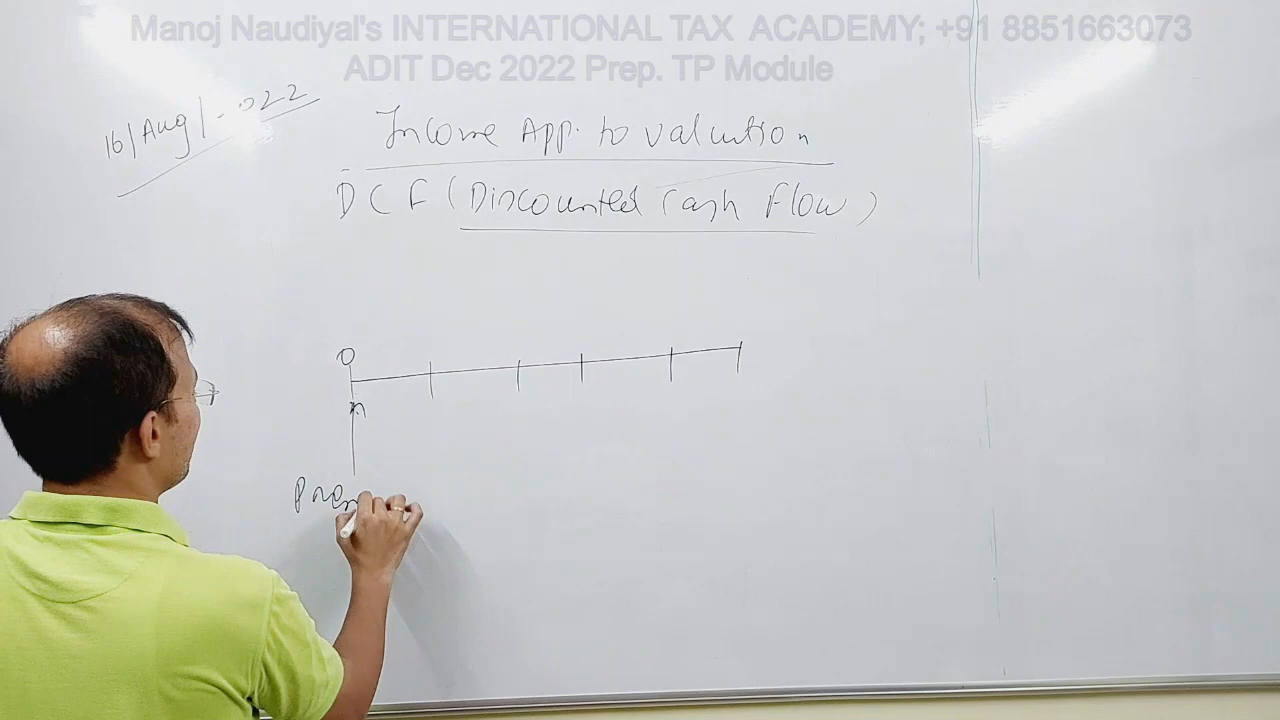 Manoj Naudiyal's INTERNATIONAL TAX ACADEMY; +91 8851663073
ADIT Dec 2022 Prep. TP Module
16/Aug/2022
Income App. to valuation
DCF (Discounted Cash Flow)
0
Pres